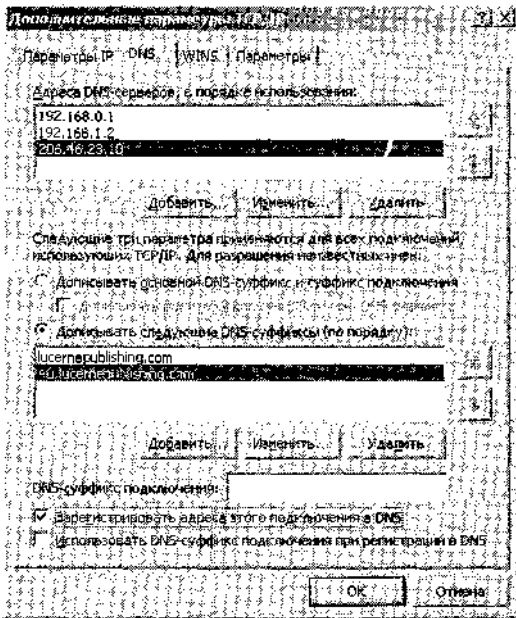 Дополнительные параметры TCP/IP
Параметры IP DNS WINS Параметры
Адреса DNS-серверов, в порядке использования:
192.168.0.1
192.168.1.2
206.46.23.10
Добавить... Изменить... Удалить
Следующие три параметра применяются для всех подключений,
использующих TCP/IP. Для разрешения неизвестных имен:
Дописывать основной DNS-суффикс и суффикс подключения
Дописывать следующие DNS-суффиксы (по порядку):
lucernepublishing.com
lucernepublishing.com
Добавить... Изменить... Удалить
DNS-суффикс подключения:
Зарегистрировать адреса этого подключения в DNS
Использовать DNS-суффикс подключения при регистрации в DNS
OK Отмена